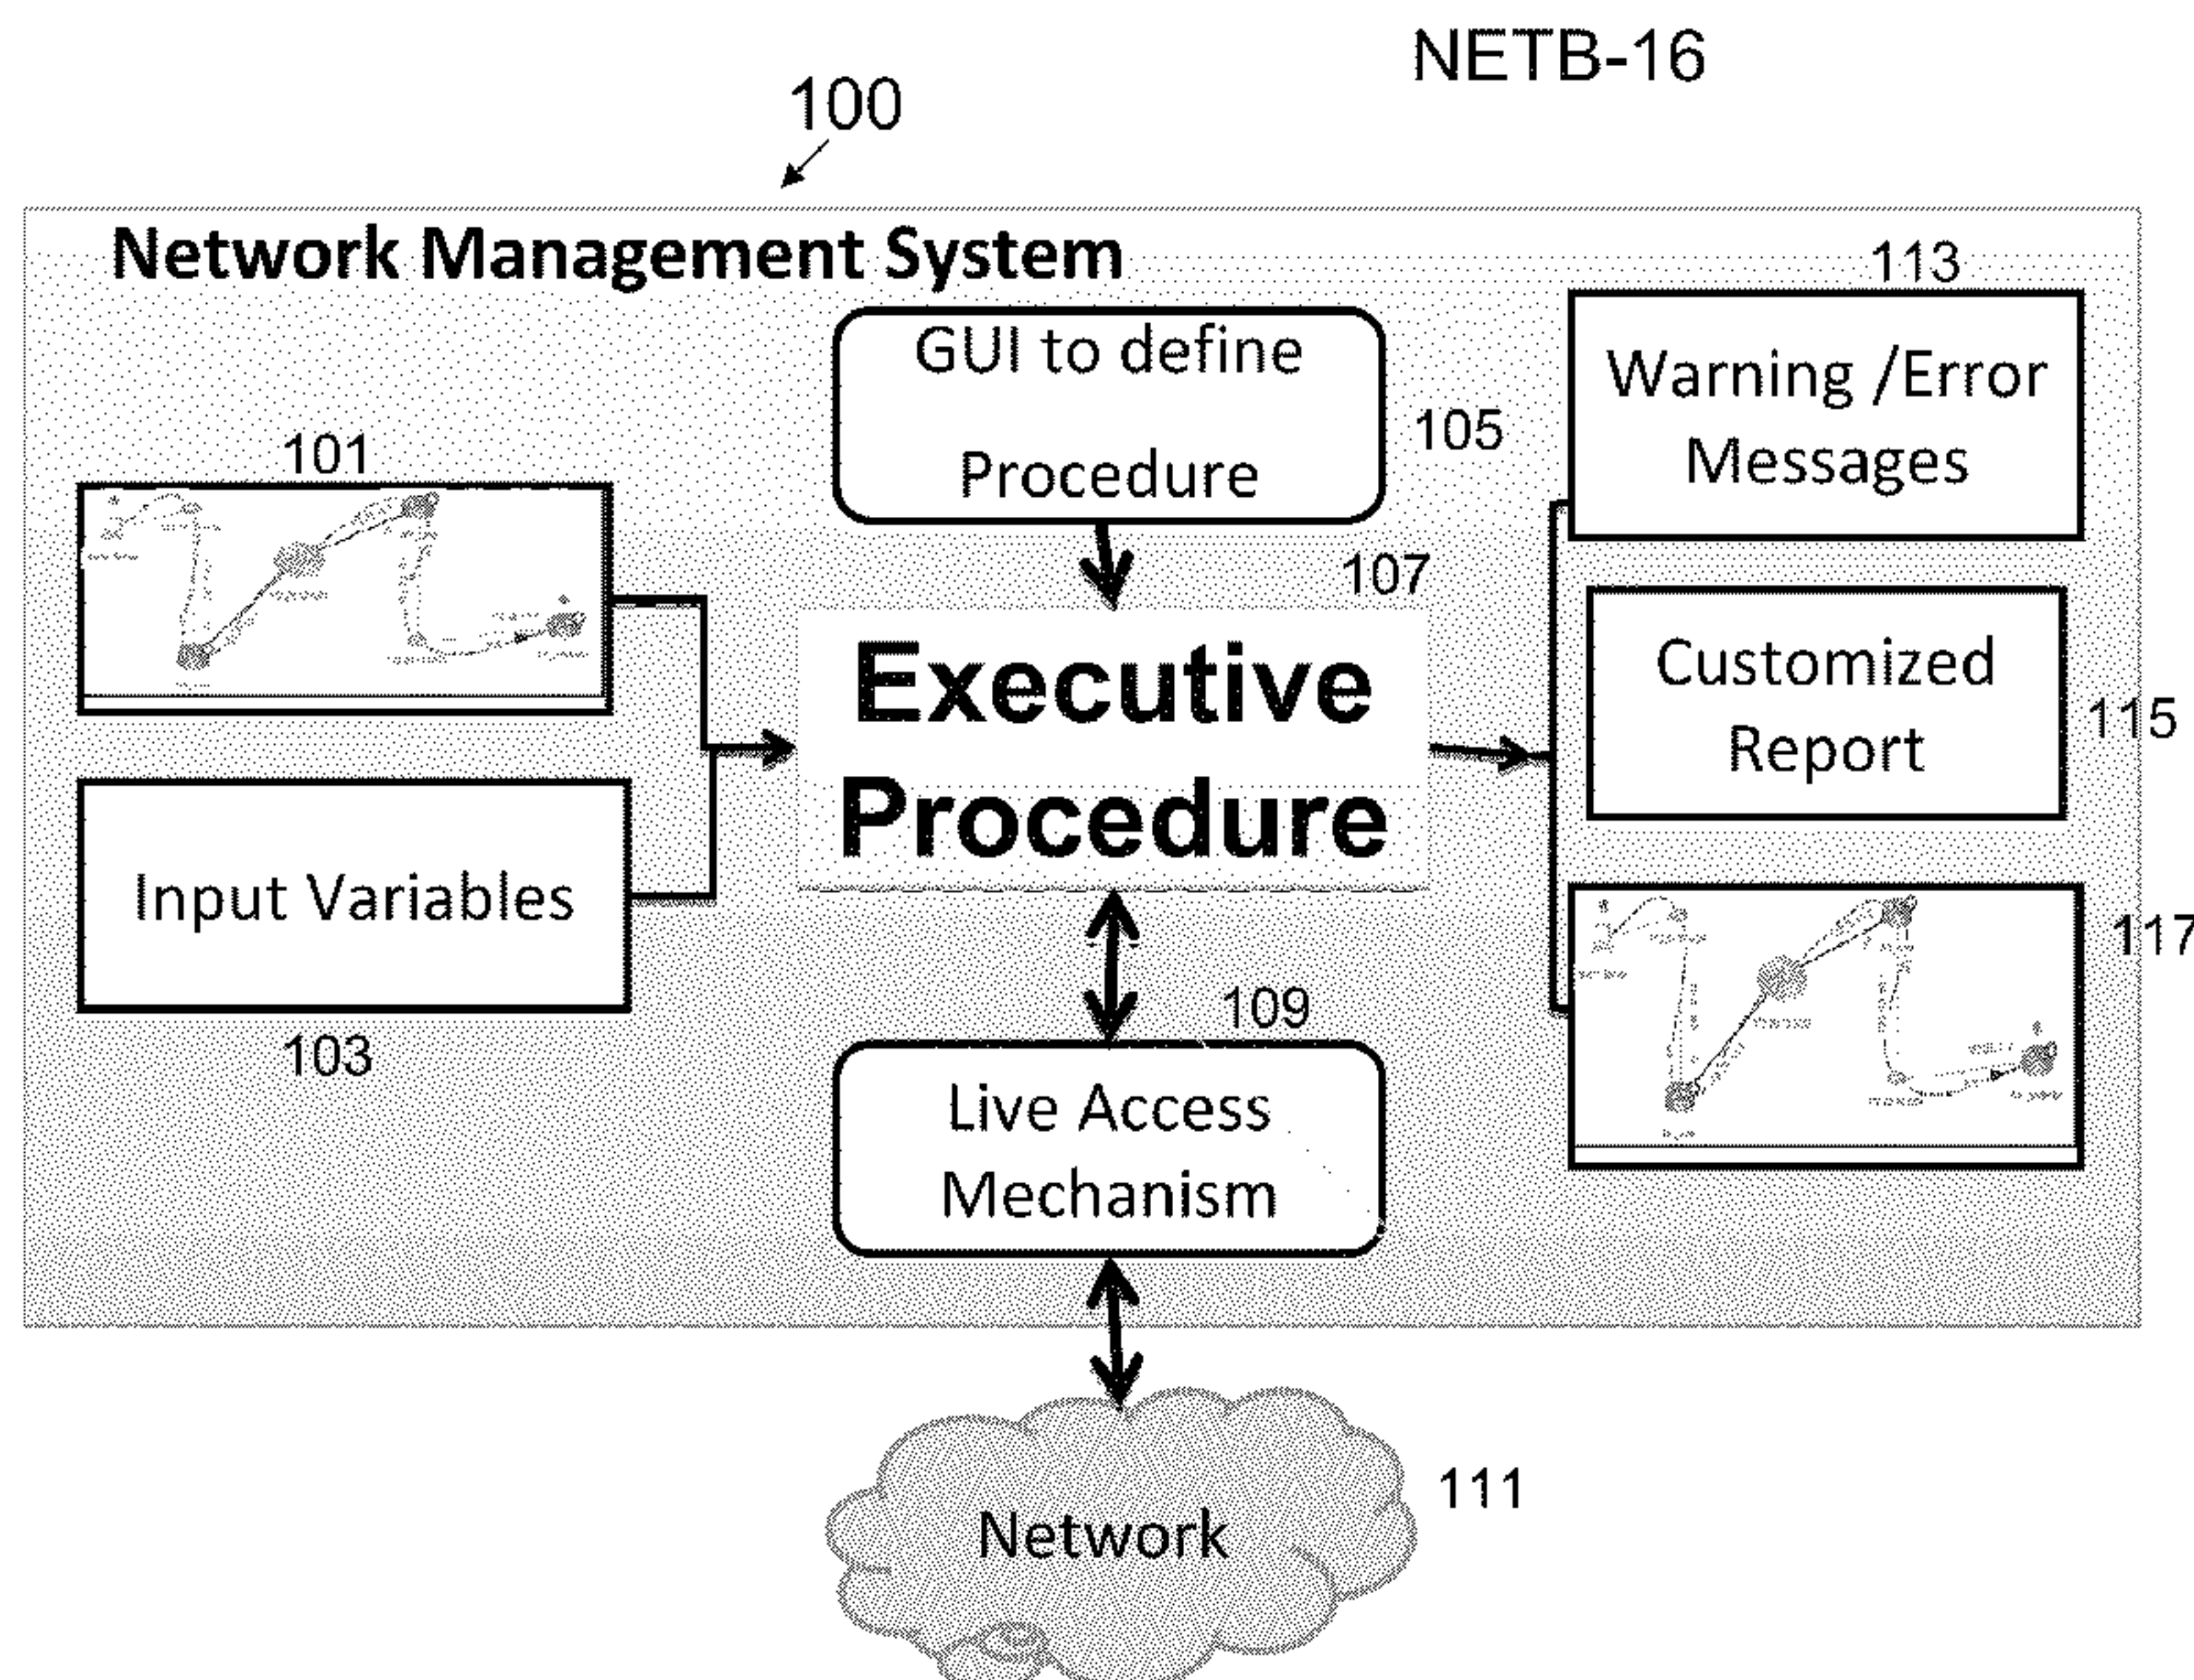 NETB-16
100
Network Management System
113
GUI to define
Procedure
105
Warning /Error
Messages
101
107
Executive
Procedure
Customized
Report
115
Input Variables
103
117
109
Live Access
Mechanism
Network
111